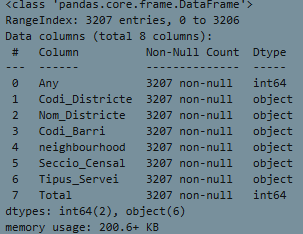 <class 'pandas.core.frame.DataFrame'>
RangeIndex: 3207 entries, 0 to 3206
Data columns (total 8 columns):
 #   Column         Non-Null Count  Dtype
---  ------         --------------  -----
 0   Any            3207 non-null   int64
 1   Codi_Districte 3207 non-null   object
 2   Nom_Districte  3207 non-null   object
 3   Codi_Barri     3207 non-null   object
 4   neighbourhood  3207 non-null   object
 5   Seccio_Censal  3207 non-null   object
 6   Tipus_Servei   3207 non-null   object
 7   Total          3207 non-null   int64
dtypes: int64(2), object(6)
memory usage: 200.6+ KB